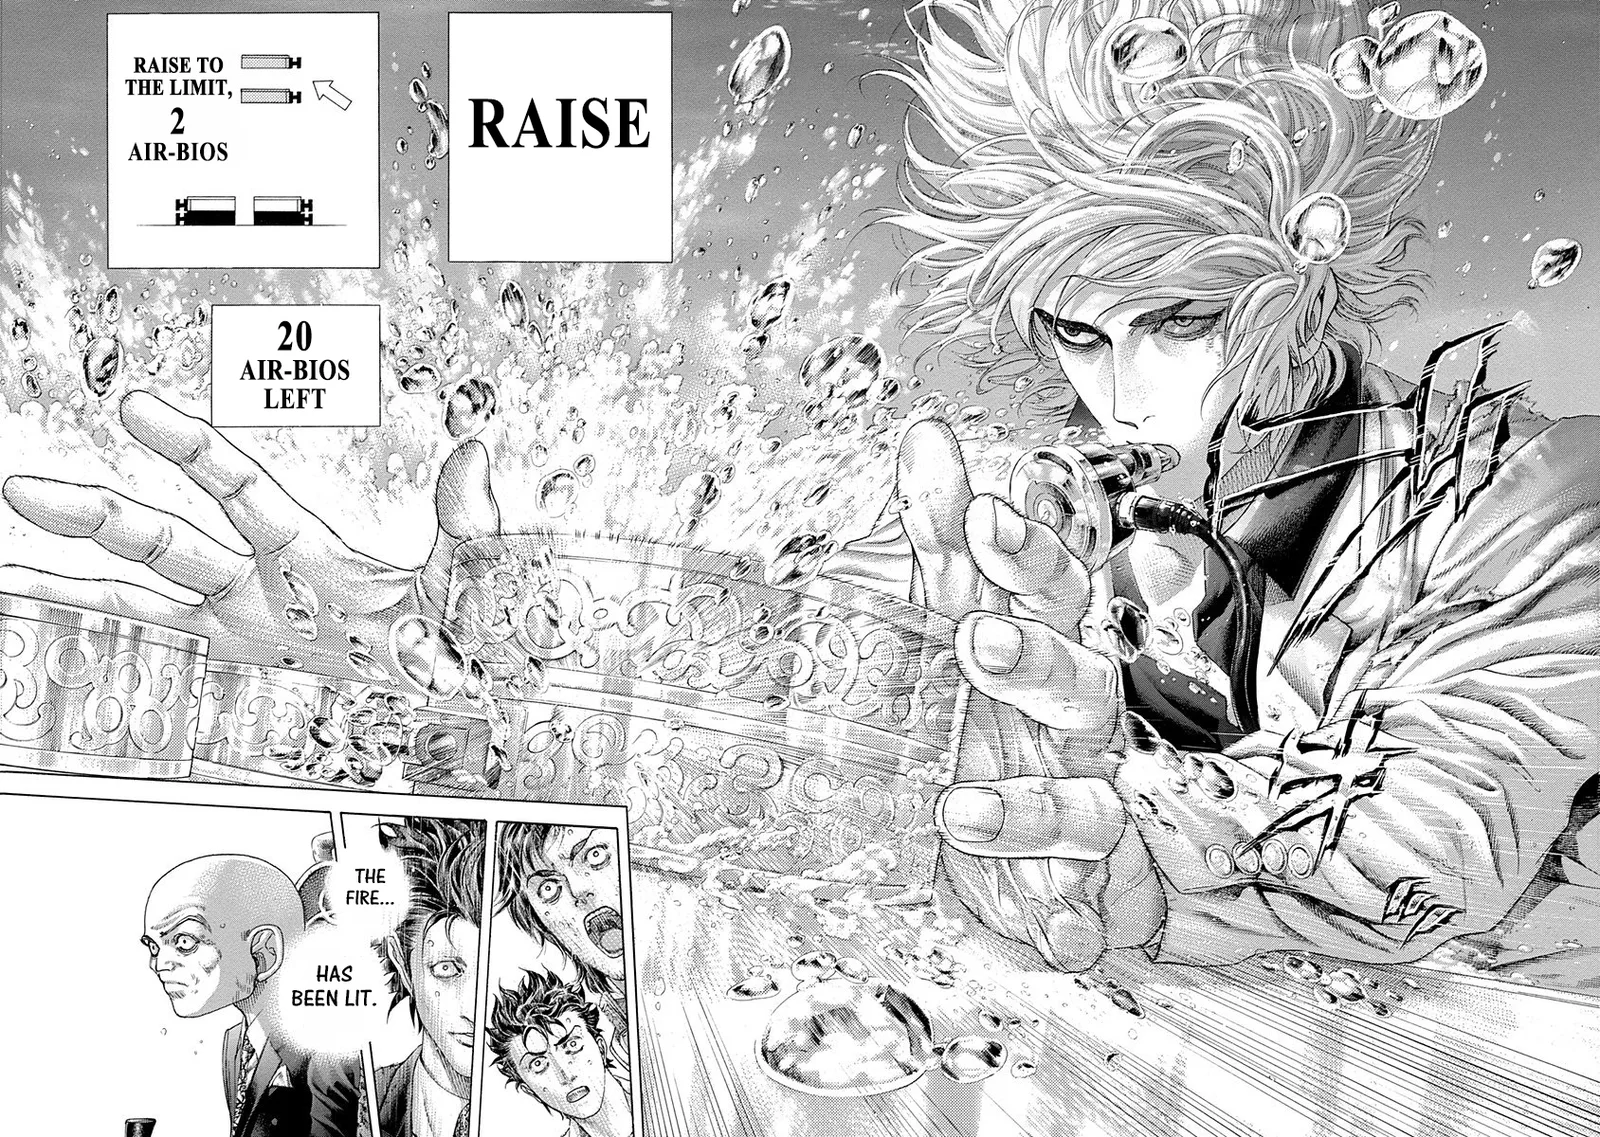 RAISE TO
THE LIMIT,
2
AIR-BIOS
RAISE
20
AIR-BIOS
LEFT
THE
FIRE...
HAS
BEEN LIT.